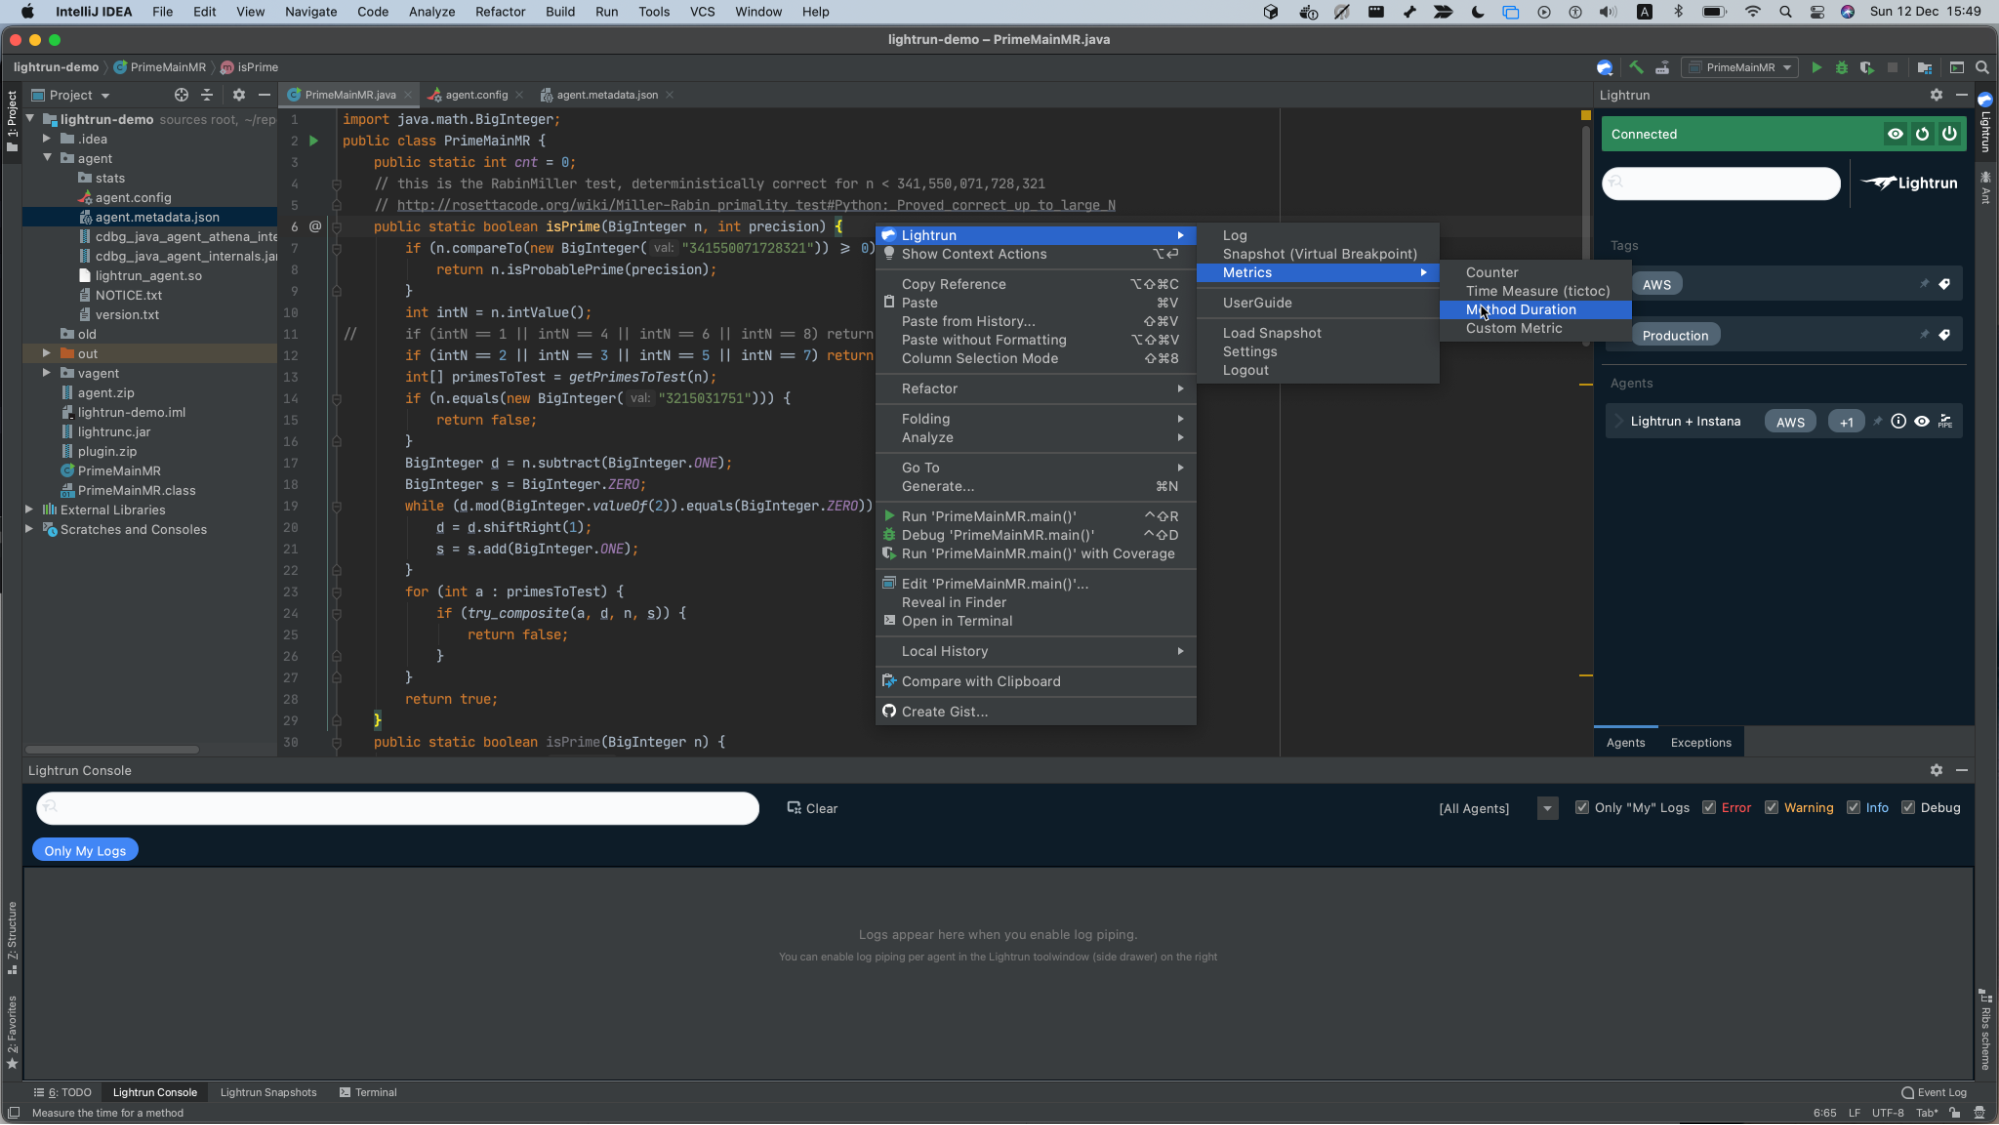 IntelliJ IDEA File Edit View Navigate Code Analyze Refactor Build Run Tools VCS Window Help
A Sun 12 Dec 15:49
lightrun-demo – PrimeMainMR.java
lightrun-demo PrimeMainMR isPrime
PrimeMainMR
1: Project
Project
lightrun-demo sources root, ~/rep
.idea
agent
stats
agent.config
agent.metadata.json
cdbg_java_agent_athena_inte
cdbg_java_agent_internals.jar
lightrun_agent.so
NOTICE.txt
version.txt
old
out
vagent
agent.zip
lightrun-demo.iml
lightrunc.jar
plugin.zip
PrimeMainMR
PrimeMainMR.class
External Libraries
Scratches and Consoles
PrimeMainMR.java agent.config agent.metadata.json
1 import java.math.BigInteger;
2 public class PrimeMainMR {
3 public static int cnt = 0;
4 // this is the RabinMiller test, deterministically correct for n < 341,550,071,728,321
5 // http://rosettacode.org/wiki/Miller-Rabin_primality_test#Python:_Proved_correct_up_to_large_N
6 @ public static boolean isPrime(BigInteger n, int precision) {
7 if (n.compareTo(new BigInteger( val: "341550071728321")) ≥ 0)
8 return n.isProbablePrime(precision);
9 }
10 int intN = n.intValue();
11 // if (intN == 1 || intN == 4 || intN == 6 || intN == 8) return
12 if (intN == 2 || intN == 3 || intN == 5 || intN == 7) return
13 int[] primesToTest = getPrimesToTest(n);
14 if (n.equals(new BigInteger( val: "3215031751"))) {
15 return false;
16 }
17 BigInteger d = n.subtract(BigInteger.ONE);
18 BigInteger s = BigInteger.ZERO;
19 while (d.mod(BigInteger.valueOf(2)).equals(BigInteger.ZERO))
20 d = d.shiftRight(1);
21 s = s.add(BigInteger.ONE);
22 }
23 for (int a : primesToTest) {
24 if (try_composite(a, d, n, s)) {
25 return false;
26 }
27 }
28 return true;
29 }
30 public static boolean isPrime(BigInteger n) {
Lightrun
Show Context Actions ⌥⏎
Copy Reference ⌥⇧⌘C
Paste ⌘V
Paste from History... ⇧⌘V
Paste without Formatting ⌥⇧⌘V
Column Selection Mode ⇧⌘8
Refactor
Folding
Analyze
Go To
Generate... ⌘N
Run 'PrimeMainMR.main()' ^⇧R
Debug 'PrimeMainMR.main()' ^⇧D
Run 'PrimeMainMR.main()' with Coverage
Edit 'PrimeMainMR.main()'...
Reveal in Finder
Open in Terminal
Local History
Compare with Clipboard
Create Gist...
Log
Snapshot (Virtual Breakpoint)
Metrics
UserGuide
Load Snapshot
Settings
Logout
Counter
Time Measure (tictoc)
Method Duration
Custom Metric
Lightrun
Connected
Lightrun
Tags
AWS
Production
Agents
Lightrun + Instana AWS +1 PIPE
Agents Exceptions
Lightrun
Ant
Lightrun Console
Clear
[All Agents] Only "My" Logs Error Warning Info Debug
Only My Logs
Logs appear here when you enable log piping.
You can enable log piping per agent in the Lightrun toolwindow (side drawer) on the right
Z: Structure
2: Favorites
Ribs scheme
6: TODO Lightrun Console Lightrun Snapshots Terminal Event Log
Measure the time for a method 6:65 LF UTF-8 Tab*